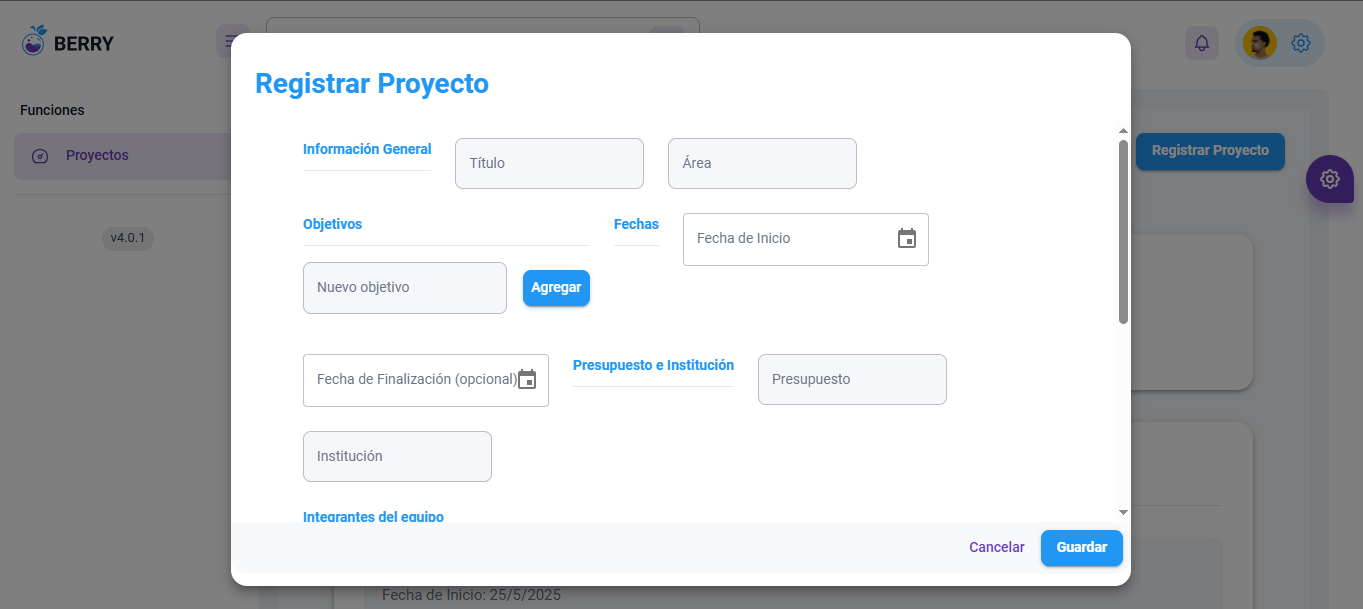 BERRY
Funciones
Proyectos
v4.0.1
Registrar Proyecto
Registrar Proyecto
Información General
Título
Área
Objetivos
Fechas
Fecha de Inicio
Nuevo objetivo
Agregar
Fecha de Finalización (opcional)
Presupuesto e Institución
Presupuesto
Institución
Integrantes del equipo
Cancelar
Guardar
Fecha de Inicio: 25/5/2025